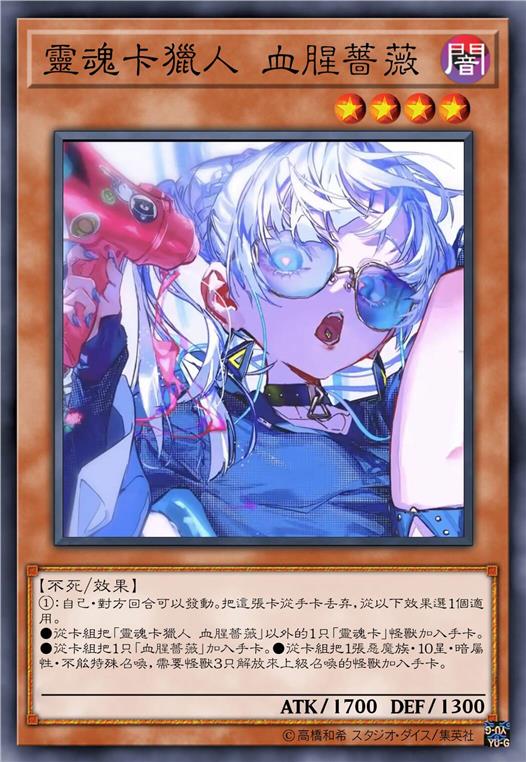 靈魂卡獵人 血腥薔薇 闇
【不死/效果】
①:自己・對方回合可以發動。把這張卡從手卡丟弃,從以下效果選1個適
用。
●從卡組把「靈魂卡獵人 血腥薔薇」以外的1只「靈魂卡」怪獸加入手卡。
●從卡組把1只「血腥薔薇」加入手卡。●從卡組把1張惡魔族・10星・暗屬
性・不能特殊召喚,需要怪獸3只解放來上級召喚的怪獸加入手卡。
ATK/1700 DEF/1300
©高橋和希 スタジオ・ダイス/集英社
YU-G